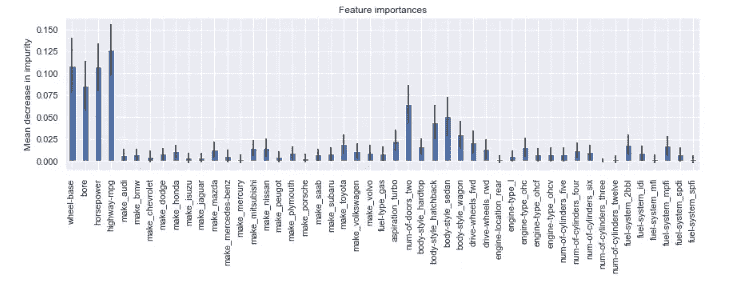 Feature importances
Mean decrease in impurity
0.150
0.125
0.100
0.075
0.050
0.025
0.000
wheel-base
bore
horsepower
highway-mpg
make_audi
make_bmw
make_chevrolet
make_dodge
make_honda
make_isuzu
make_jaguar
make_mazda
make_mercedes-benz
make_mercury
make_mitsubishi
make_nissan
make_peugot
make_plymouth
make_porsche
make_saab
make_subaru
make_toyota
make_volkswagen
make_volvo
fuel-type_gas
aspiration_turbo
num-of-doors_two
body-style_hardtop
body-style_hatchback
body-style_sedan
body-style_wagon
drive-wheels_fwd
drive-wheels_rwd
engine-location_rear
engine-type_l
engine-type_ohc
engine-type_ohcf
engine-type_ohcv
num-of-cylinders_five
num-of-cylinders_four
num-of-cylinders_six
num-of-cylinders_three
num-of-cylinders_twelve
fuel-system_2bbl
fuel-system_idi
fuel-system_mfi
fuel-system_mpfi
fuel-system_spdi
fuel-system_spfi